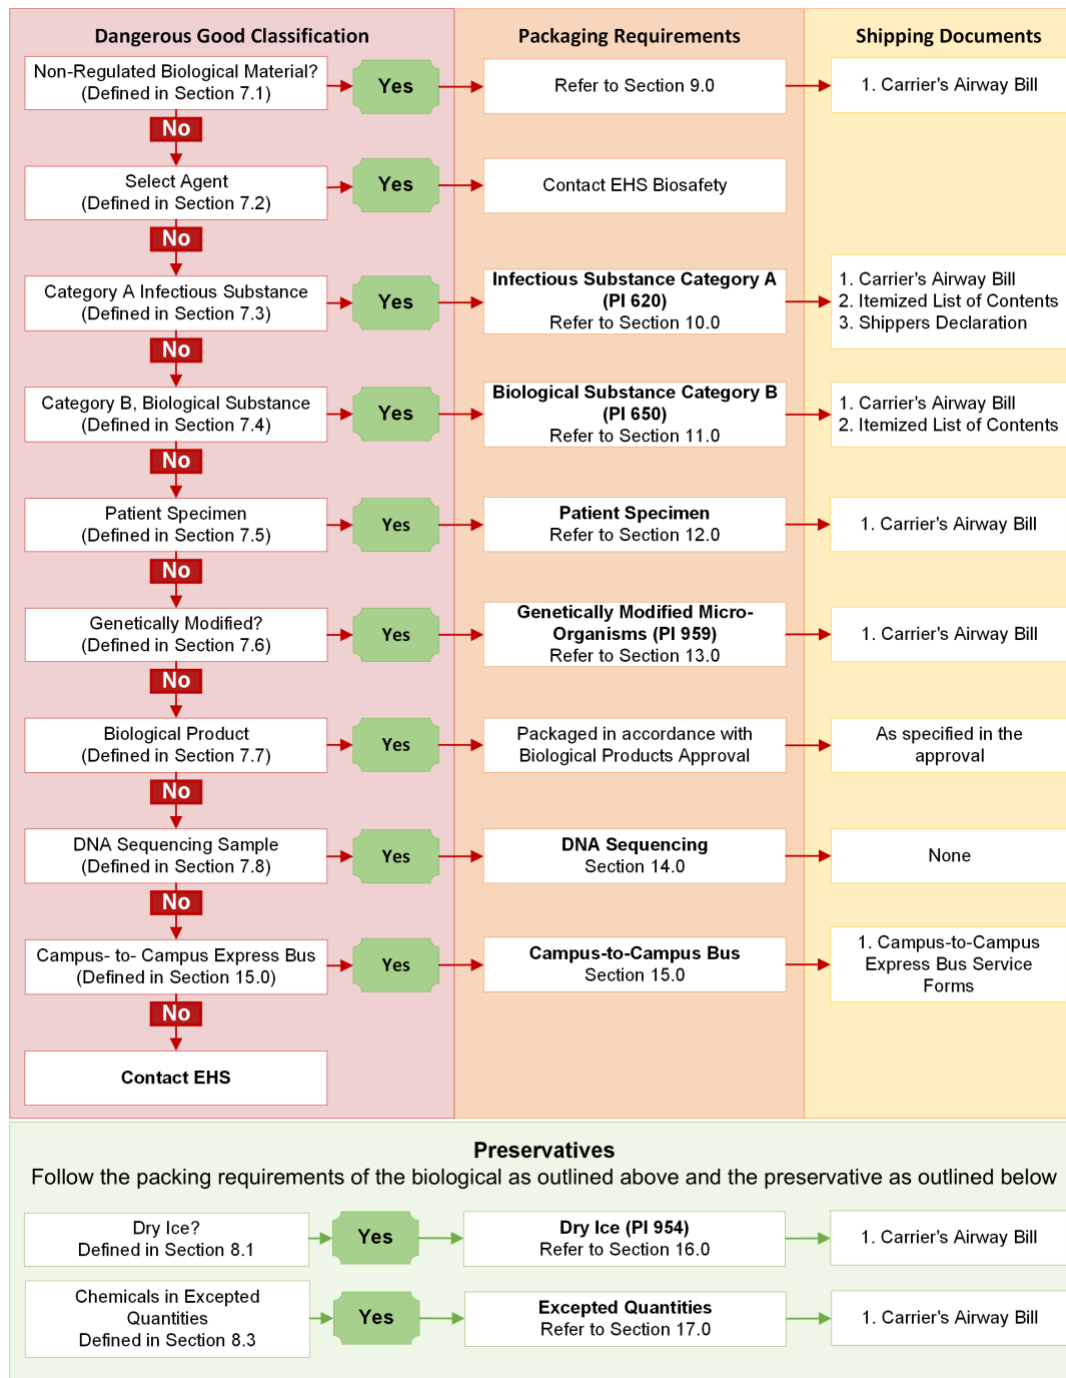 Dangerous Good Classification
Packaging Requirements
Shipping Documents
Non-Regulated Biological Material?
(Defined in Section 7.1)
Yes
Refer to Section 9.0
1. Carrier's Airway Bill
No
Select Agent
(Defined in Section 7.2)
Yes
Contact EHS Biosafety
No
Category A Infectious Substance
(Defined in Section 7.3)
Yes
Infectious Substance Category A
(PI 620)
Refer to Section 10.0
1. Carrier's Airway Bill
2. Itemized List of Contents
3. Shippers Declaration
No
Category B, Biological Substance
(Defined in Section 7.4)
Yes
Biological Substance Category B
(PI 650)
Refer to Section 11.0
1. Carrier's Airway Bill
2. Itemized List of Contents
No
Patient Specimen
(Defined in Section 7.5)
Yes
Patient Specimen
Refer to Section 12.0
1. Carrier's Airway Bill
No
Genetically Modified?
(Defined in Section 7.6)
Yes
Genetically Modified Micro-
Organisms (PI 959)
Refer to Section 13.0
1. Carrier's Airway Bill
No
Biological Product
(Defined in Section 7.7)
Yes
Packaged in accordance with
Biological Products Approval
As specified in the
approval
No
DNA Sequencing Sample
(Defined in Section 7.8)
Yes
DNA Sequencing
Section 14.0
None
No
Campus- to- Campus Express Bus
(Defined in Section 15.0)
Yes
Campus-to-Campus Bus
Section 15.0
1. Campus-to-Campus
Express Bus Service
Forms
No
Contact EHS
Preservatives
Follow the packing requirements of the biological as outlined above and the preservative as outlined below
Dry Ice?
Defined in Section 8.1
Yes
Dry Ice (PI 954)
Refer to Section 16.0
1. Carrier's Airway Bill
Chemicals in Excepted
Quantities
Defined in Section 8.3
Yes
Excepted Quantities
Refer to Section 17.0
1. Carrier's Airway Bill